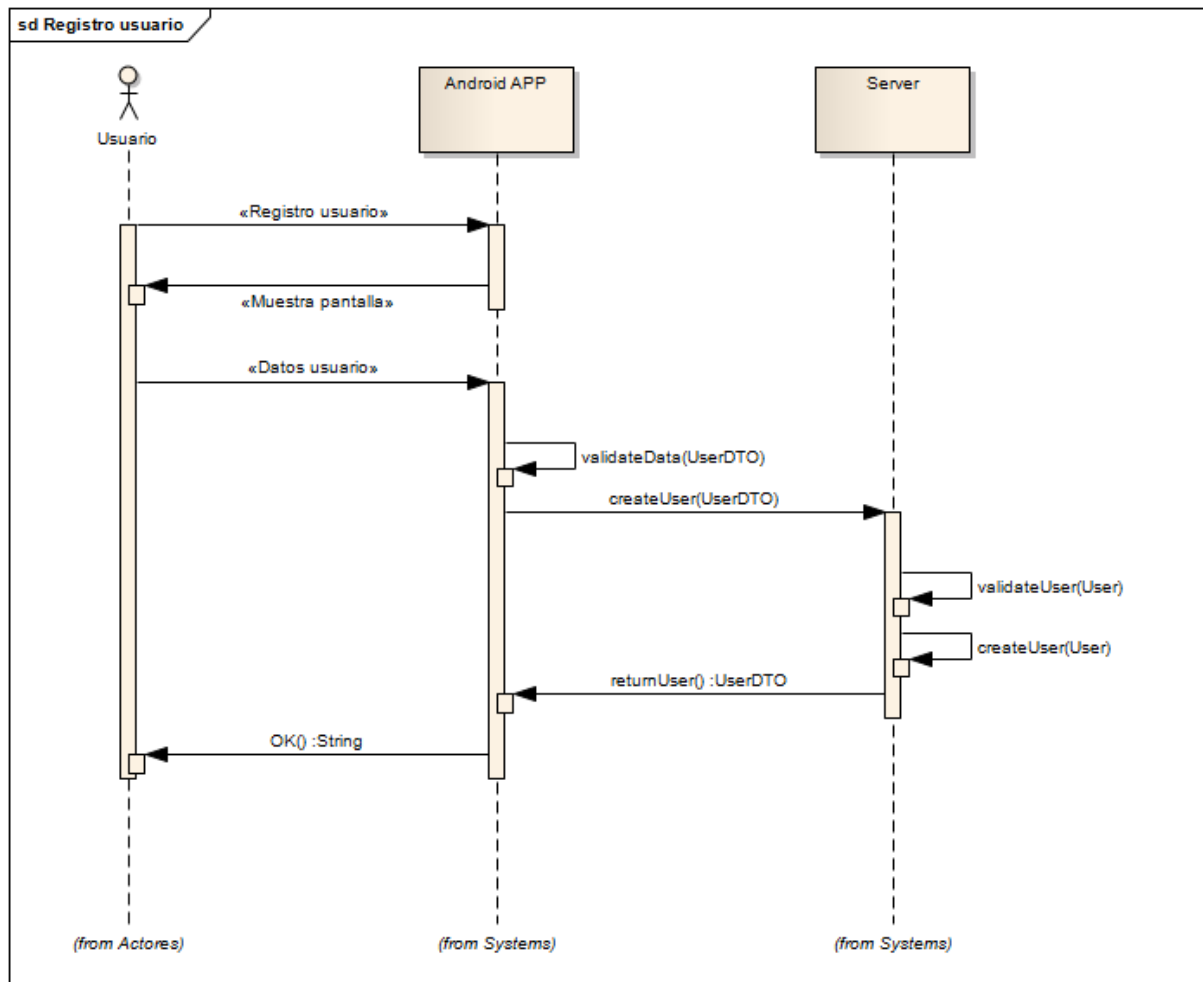 sd Registro usuario
Usuario
Android APP
Server
«Registro usuario»
«Muestra pantalla»
«Datos usuario»
validateData(UserDTO)
createUser(UserDTO)
validateUser(User)
createUser(User)
returnUser() :UserDTO
OK() :String
(from Actores)
(from Systems)
(from Systems)